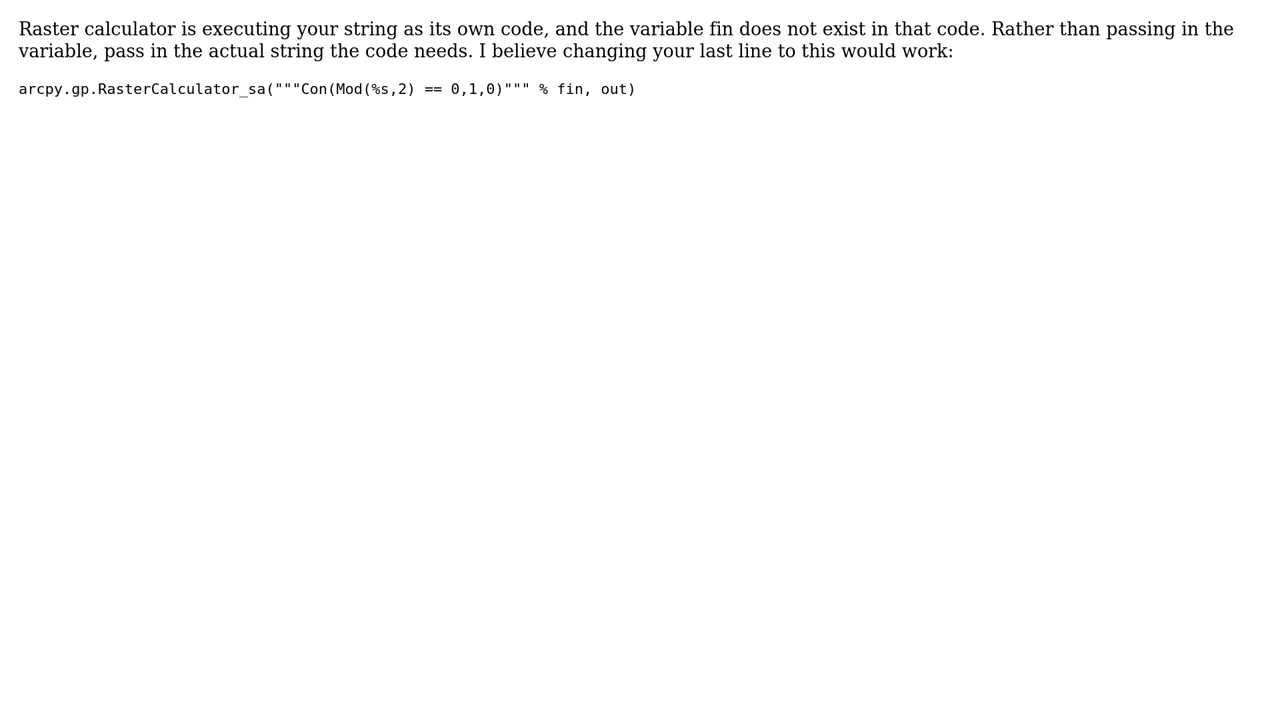 Raster calculator is executing your string as its own code, and the variable fin does not exist in that code. Rather than passing in the
variable, pass in the actual string the code needs. I believe changing your last line to this would work:
arcpy.gp.RasterCalculator_sa("""Con(Mod(%s,2) == 0,1,0)""" % fin, out)